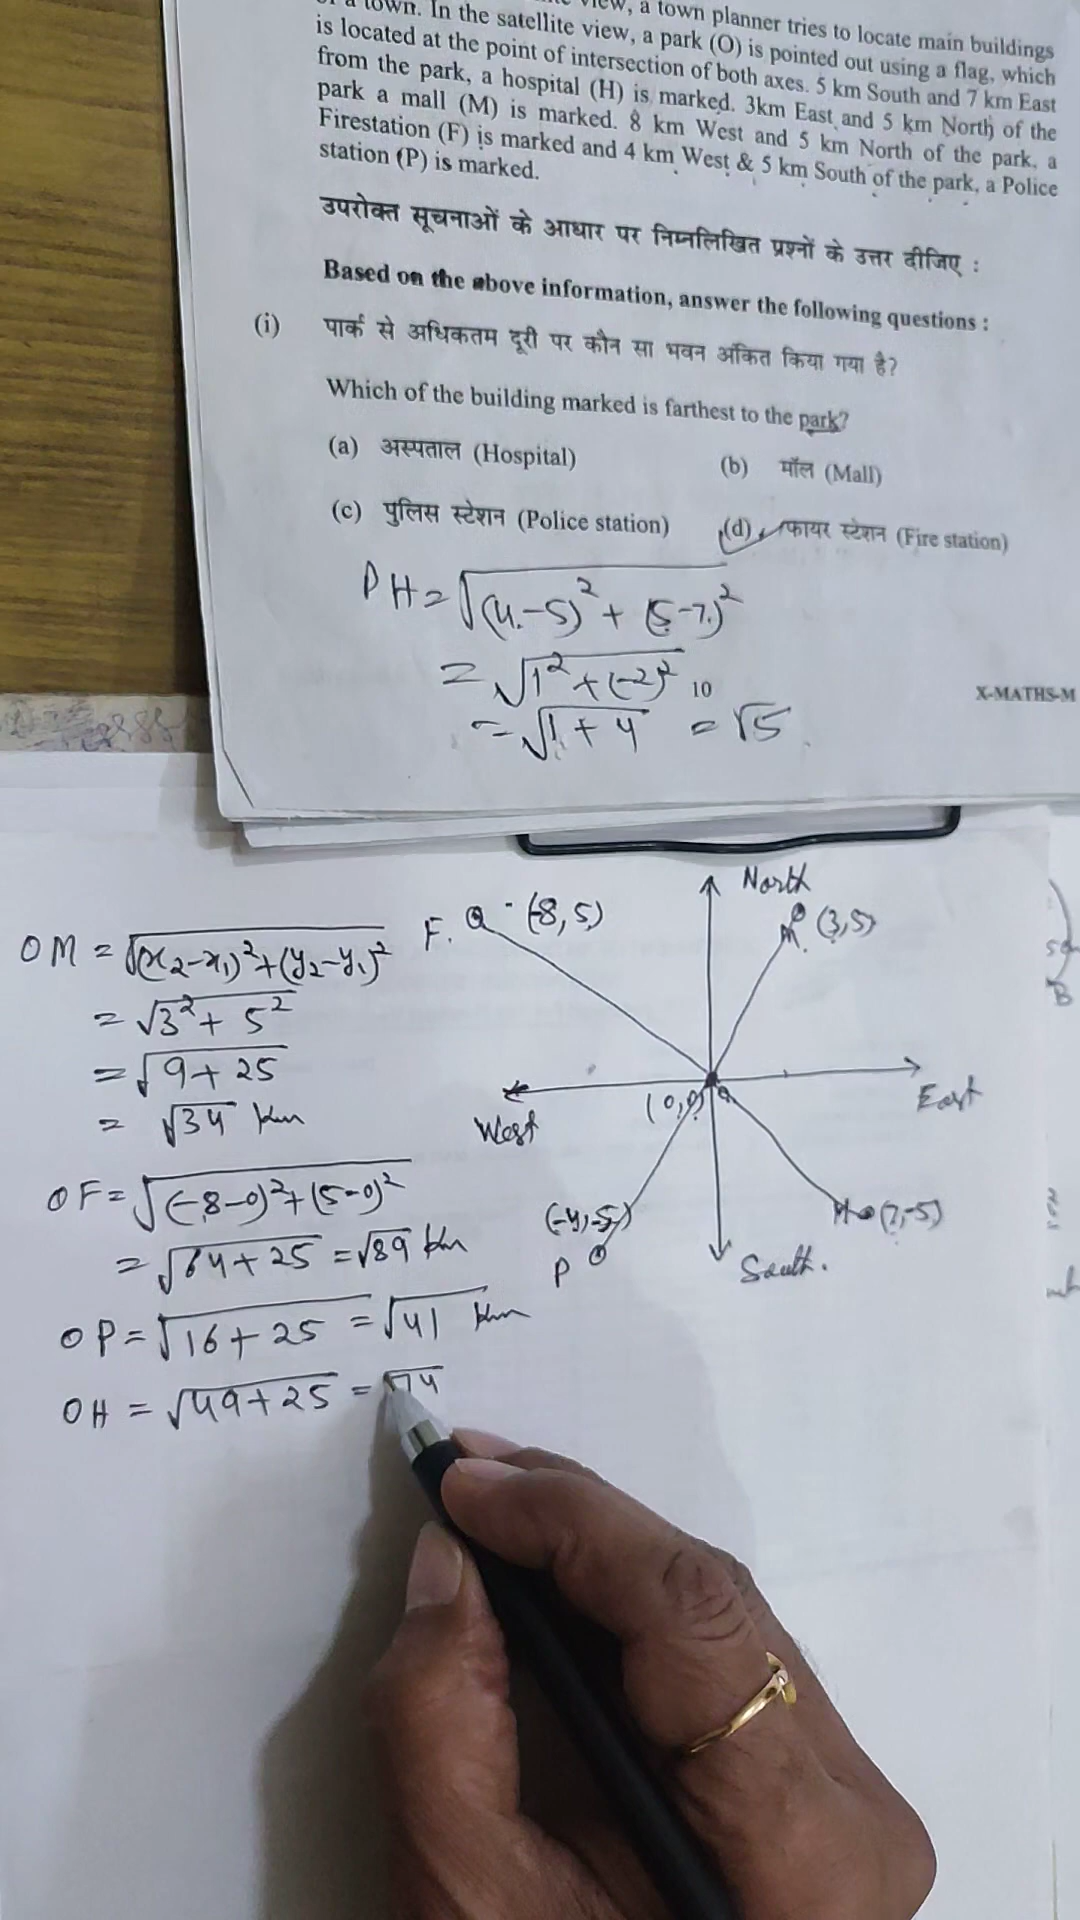 view, a town planner tries to locate main buildings
of a town. In the satellite view, a park (O) is pointed out using a flag, which
is located at the point of intersection of both axes. 5 km South and 7 km East
from the park, a hospital (H) is marked. 3km East and 5 km North of the
park a mall (M) is marked. 8 km West and 5 km North of the park, a
Firestation (F) is marked and 4 km West & 5 km South of the park, a Police
station (P) is marked.
उपरोक्त सूचनाओं के आधार पर निम्नलिखित प्रश्नों के उत्तर दीजिए :
Based on the above information, answer the following questions :
(i) पार्क से अधिकतम दूरी पर कौन सा भवन अंकित किया गया है?
Which of the building marked is farthest to the park?
(a) अस्पताल (Hospital) (b) मॉल (Mall)
(c) पुलिस स्टेशन (Police station) (d) फायर स्टेशन (Fire station)
PH = √(4-5)² + (5-7)²
= √1² + (-2)²
10
X-MATHS-M
= √1 + 4 = √5
North
F. (-8, 5)
M (3,5)
OM = √(x₂-x₁)²+(y₂-y₁)²
= √3² + 5²
= √9 + 25
= √34 km
(0,0)
East
West
OF = √(-8-0)²+(5-0)²
= √64 + 25 = √89 km
(-4,-5)
P
H (7,-5)
South.
OP = √16 + 25 = √41 km
OH = √49 + 25 = √74